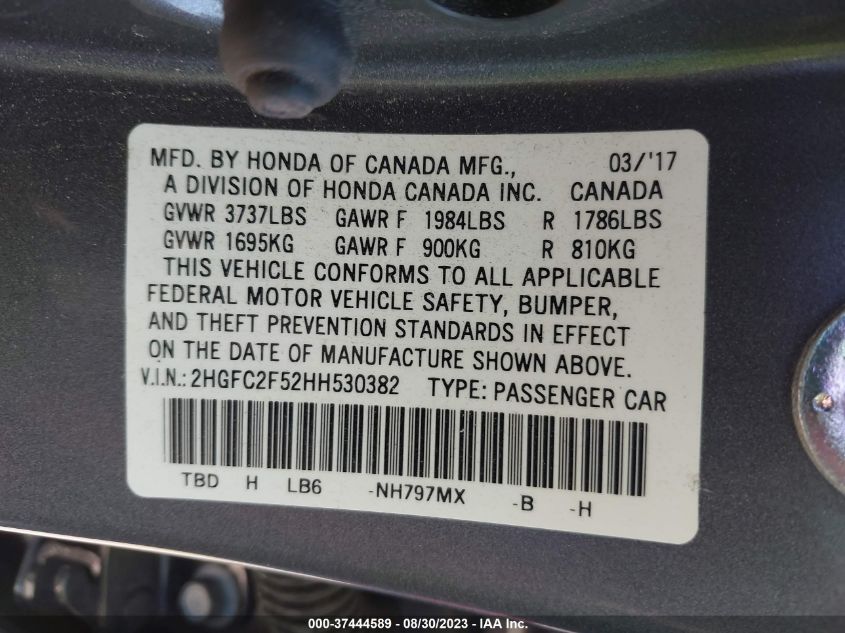 MFD. BY HONDA OF CANADA MFG., 03/'17
A DIVISION OF HONDA CANADA INC. CANADA
GVWR 3737LBS GAWR F 1984LBS R 1786LBS
GVWR 1695KG GAWR F 900KG R 810KG
THIS VEHICLE CONFORMS TO ALL APPLICABLE
FEDERAL MOTOR VEHICLE SAFETY, BUMPER,
AND THEFT PREVENTION STANDARDS IN EFFECT
ON THE DATE OF MANUFACTURE SHOWN ABOVE.
V.I.N.: 2HGFC2F52HH530382 TYPE: PASSENGER CAR
TBD H LB6 -NH797MX -B -H
000-37444589 - 08/30/2023 - IAA Inc.